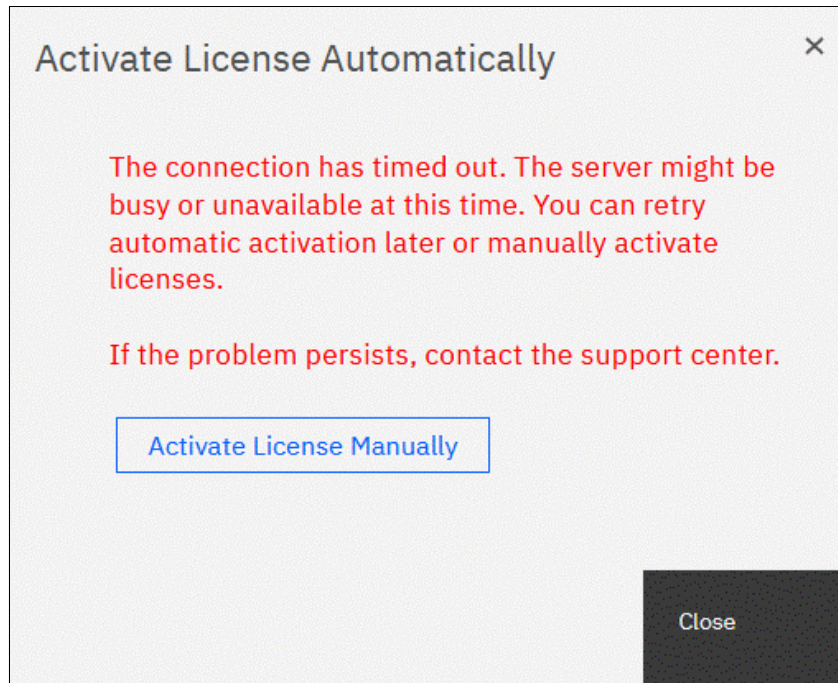 Activate License Automatically
The connection has timed out. The server might be
busy or unavailable at this time. You can retry
automatic activation later or manually activate
licenses.
If the problem persists, contact the support center.
Activate License Manually
Close